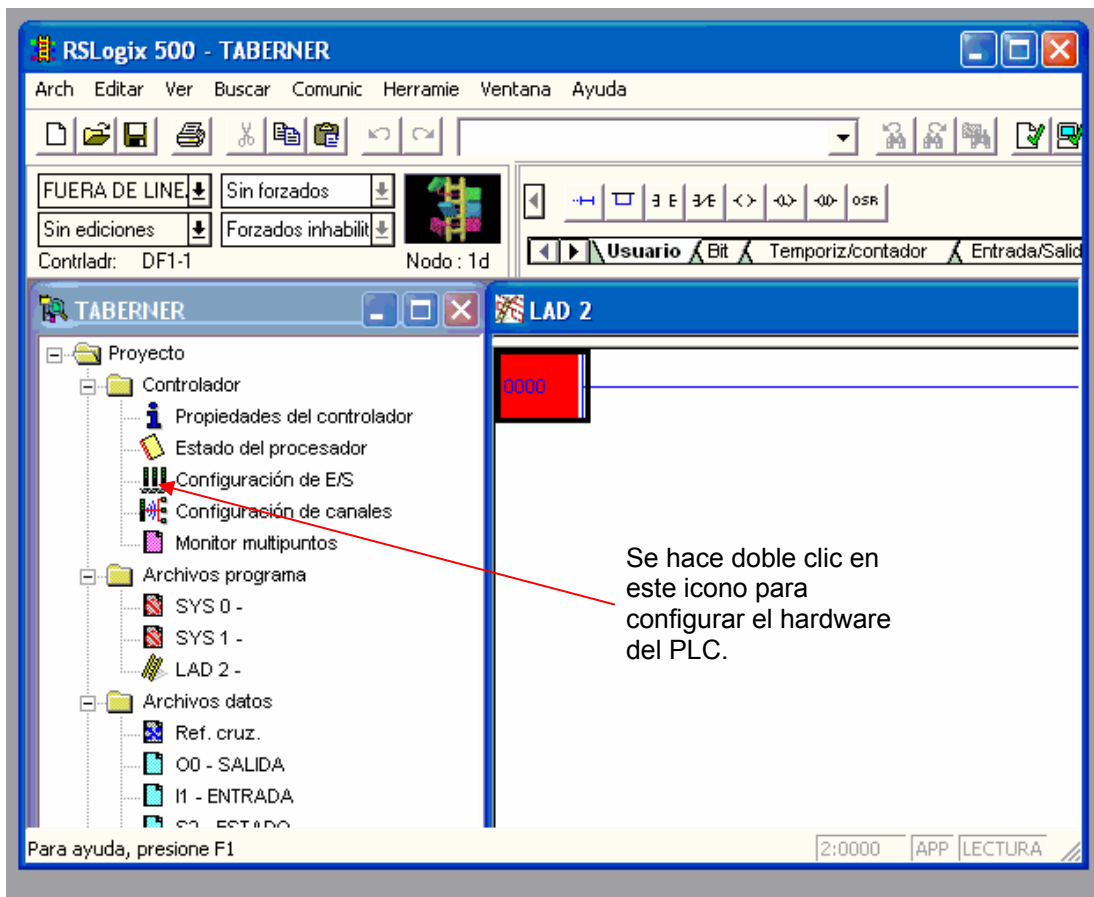 RSLogix 500 - TABERNER
Arch Editar Ver Buscar Comunic Herramie Ventana Ayuda
FUERA DE LINE. Sin forzados
Sin ediciones Forzados inhabilit
Contrladr: DF1-1 Nodo : 1d
OSR
Usuario Bit Temporiz/contador Entrada/Salid
TABERNER
LAD 2
Proyecto
Controlador
Propiedades del controlador
Estado del procesador
Configuración de E/S
Configuración de canales
Monitor multipuntos
Archivos programa
SYS 0 -
SYS 1 -
LAD 2 -
Archivos datos
Ref. cruz.
O0 - SALIDA
I1 - ENTRADA
S2 - ESTADO
0000
Se hace doble clic en
este icono para
configurar el hardware
del PLC.
Para ayuda, presione F1
2:0000 APP LECTURA